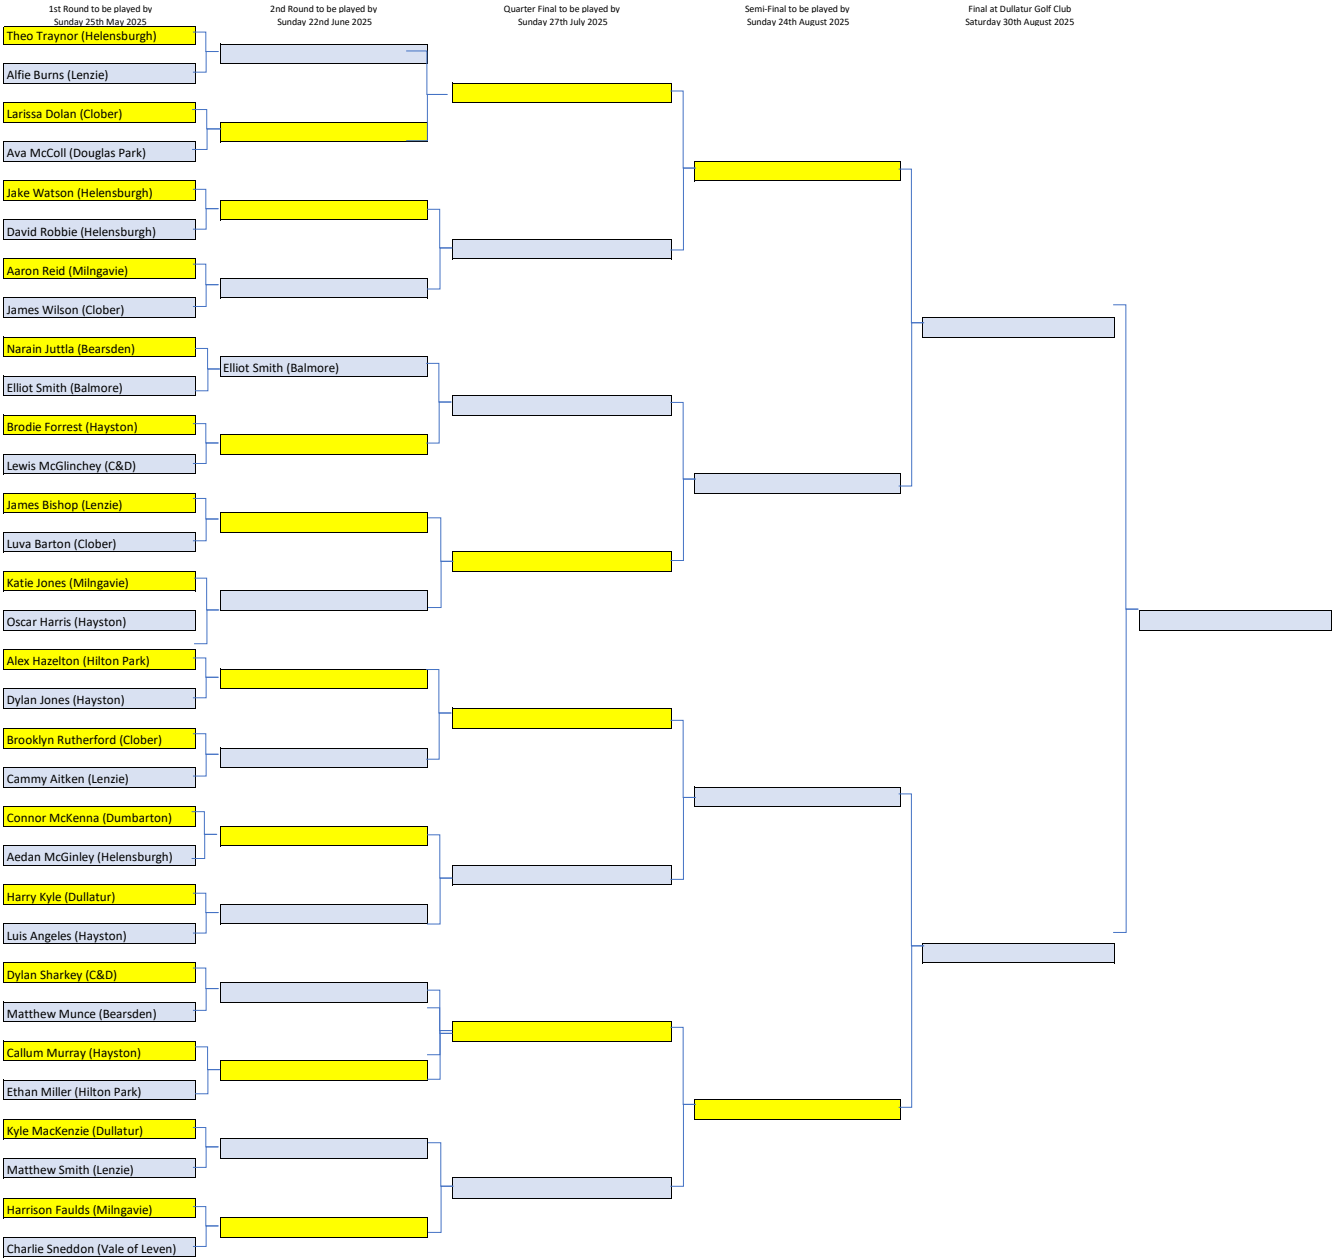 1st Round to be played by
Sunday 25th May 2025
2nd Round to be played by
Sunday 22nd June 2025
Quarter Final to be played by
Sunday 27th July 2025
Semi-Final to be played by
Sunday 24th August 2025
Final at Dullatur Golf Club
Saturday 30th August 2025
Theo Traynor (Helensburgh)
Alfie Burns (Lenzie)
Larissa Dolan (Clober)
Ava McColl (Douglas Park)
Jake Watson (Helensburgh)
David Robbie (Helensburgh)
Aaron Reid (Milngavie)
James Wilson (Clober)
Narain Juttla (Bearsden)
Elliot Smith (Balmore)
Elliot Smith (Balmore)
Brodie Forrest (Hayston)
Lewis McGlinchey (C&D)
James Bishop (Lenzie)
Luva Barton (Clober)
Katie Jones (Milngavie)
Oscar Harris (Hayston)
Alex Hazelton (Hilton Park)
Dylan Jones (Hayston)
Brooklyn Rutherford (Clober)
Cammy Aitken (Lenzie)
Connor McKenna (Dumbarton)
Aedan McGinley (Helensburgh)
Harry Kyle (Dullatur)
Luis Angeles (Hayston)
Dylan Sharkey (C&D)
Matthew Munce (Bearsden)
Callum Murray (Hayston)
Ethan Miller (Hilton Park)
Kyle MacKenzie (Dullatur)
Matthew Smith (Lenzie)
Harrison Faulds (Milngavie)
Charlie Sneddon (Vale of Leven)